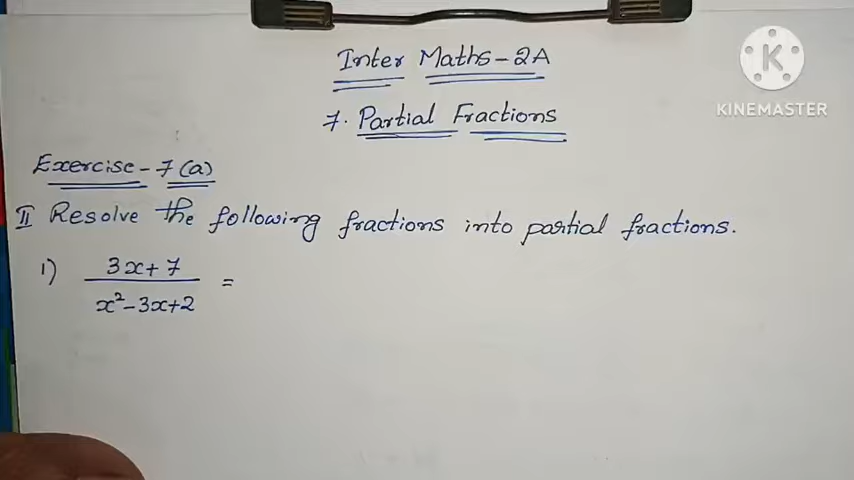 Inter Maths-2A
K
KINEMASTER
7. Partial Fractions
Exercise-7(a)
II Resolve the following fractions into partial fractions.
1) 3x+7
x²-3x+2 =